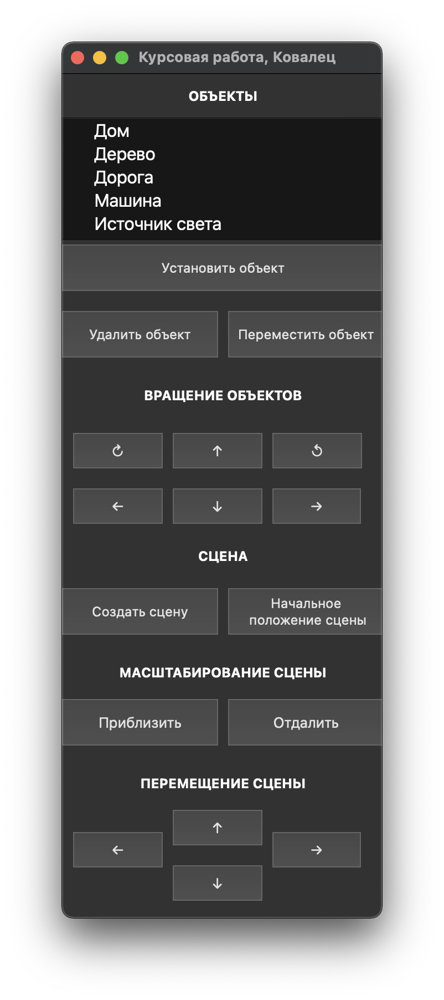 Курсовая работа, Ковалец
ОБЪЕКТЫ
Дом
Дерево
Дорога
Машина
Источник света
Установить объект
Удалить объект
Переместить объект
ВРАЩЕНИЕ ОБЪЕКТОВ
↻ ↑ ↺
← ↓ →
СЦЕНА
Создать сцену
Начальное
положение сцены
МАСШТАБИРОВАНИЕ СЦЕНЫ
Приблизить
Отдалить
ПЕРЕМЕЩЕНИЕ СЦЕНЫ
↑
← →
↓